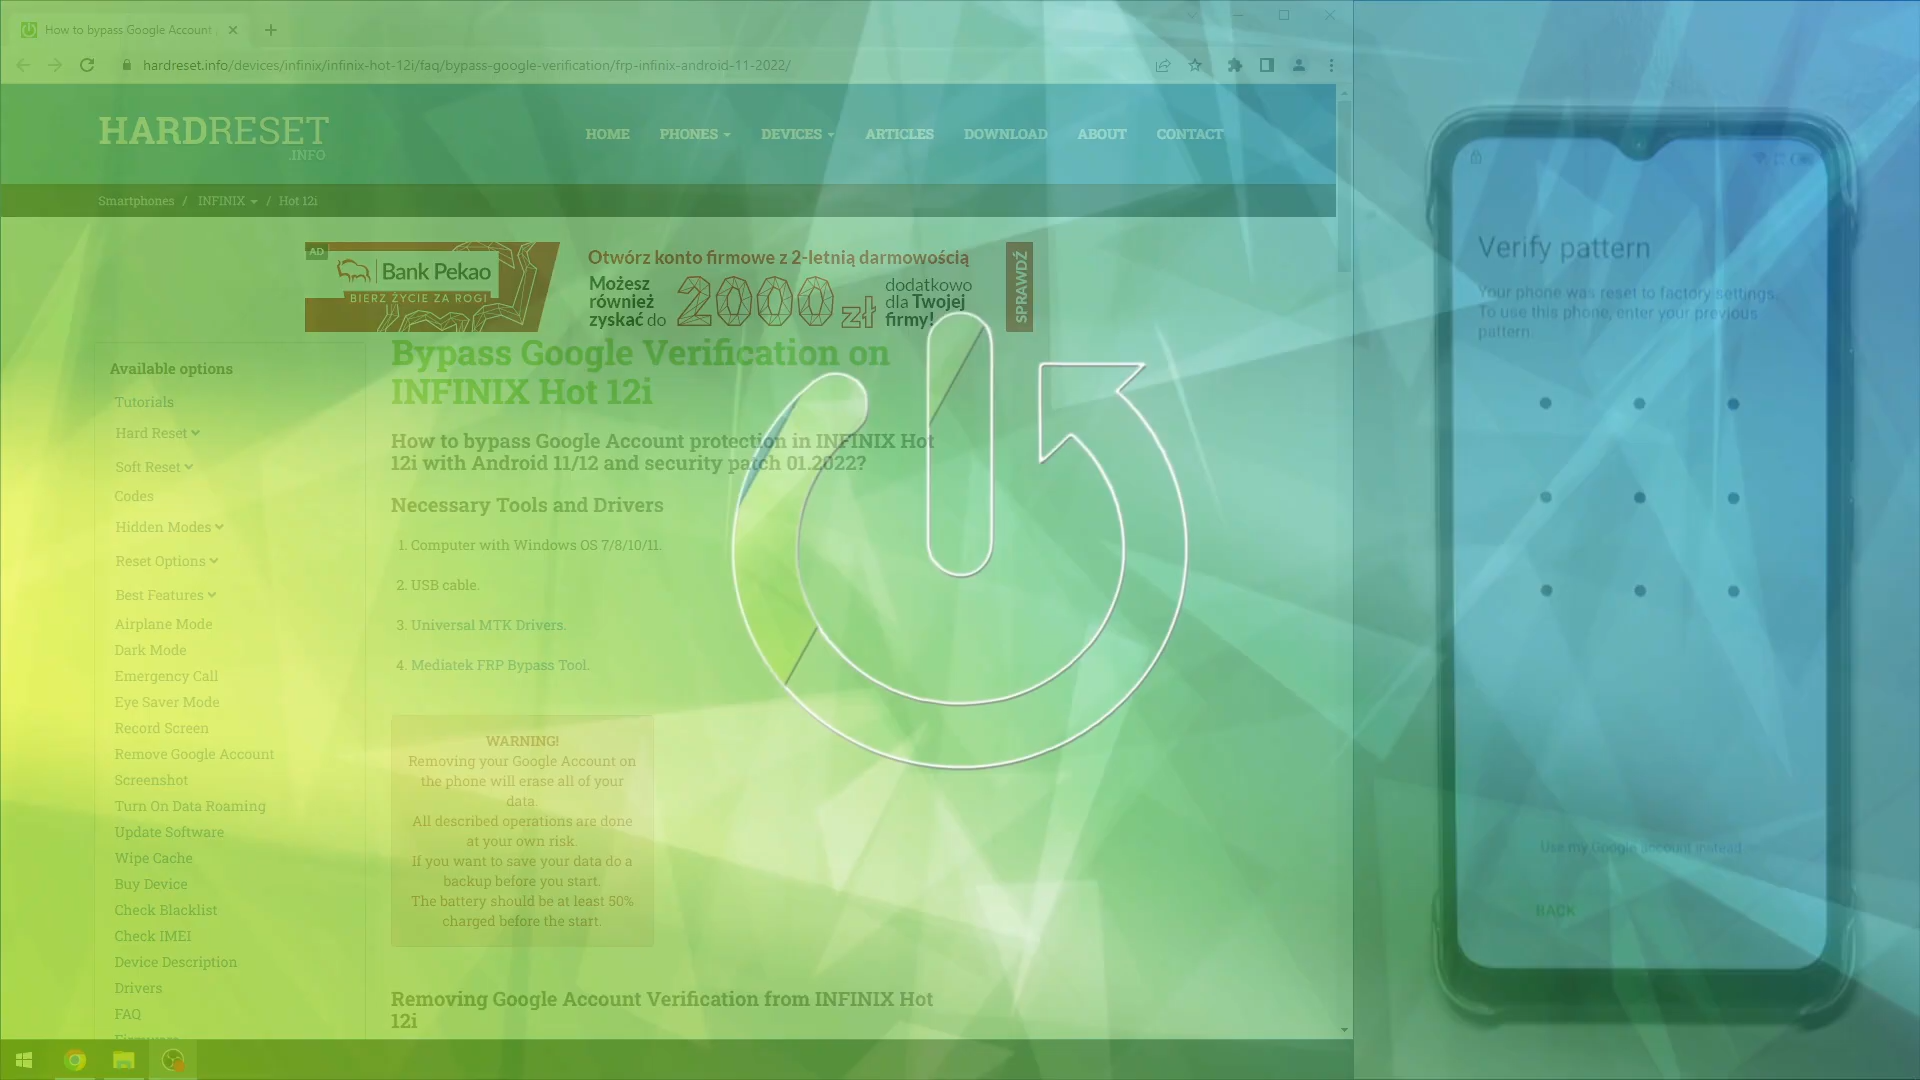 How to bypass Google Account
hardreset.info/devices/infinix/infinix-hot-12i/faq/bypass-google-verification/frp-infinix-android-11-2022/
HARDRESET
.INFO
HOME PHONES DEVICES ARTICLES DOWNLOAD ABOUT CONTACT
Smartphones / INFINIX / Hot 12i
AD
Bank Pekao
BIERZ ŻYCIE ZA ROGI
Otwórz konto firmowe z 2-letnią darmowością
Możesz
również
zyskać do
2000 zł
dodatkowo
dla Twojej
firmy!
SPRAWDŹ
Available options
Tutorials
Hard Reset
Soft Reset
Codes
Hidden Modes
Reset Options
Best Features
Airplane Mode
Dark Mode
Emergency Call
Eye Saver Mode
Record Screen
Remove Google Account
Screenshot
Turn On Data Roaming
Update Software
Wipe Cache
Buy Device
Check Blacklist
Check IMEI
Device Description
Drivers
FAQ
Bypass Google Verification on
INFINIX Hot 12i
How to bypass Google Account protection in INFINIX Hot
12i with Android 11/12 and security patch 01.2022?
Necessary Tools and Drivers
1. Computer with Windows OS 7/8/10/11.
2. USB cable.
3. Universal MTK Drivers.
4. Mediatek FRP Bypass Tool.
WARNING!
Removing your Google Account on
the phone will erase all of your
data.
All described operations are done
at your own risk.
If you want to save your data do a
backup before you start.
The battery should be at least 50%
charged before the start.
Removing Google Account Verification from INFINIX Hot
12i
Verify pattern
Your phone was reset to factory settings.
To use this phone, enter your previous
pattern.
Use my Google account instead
BACK